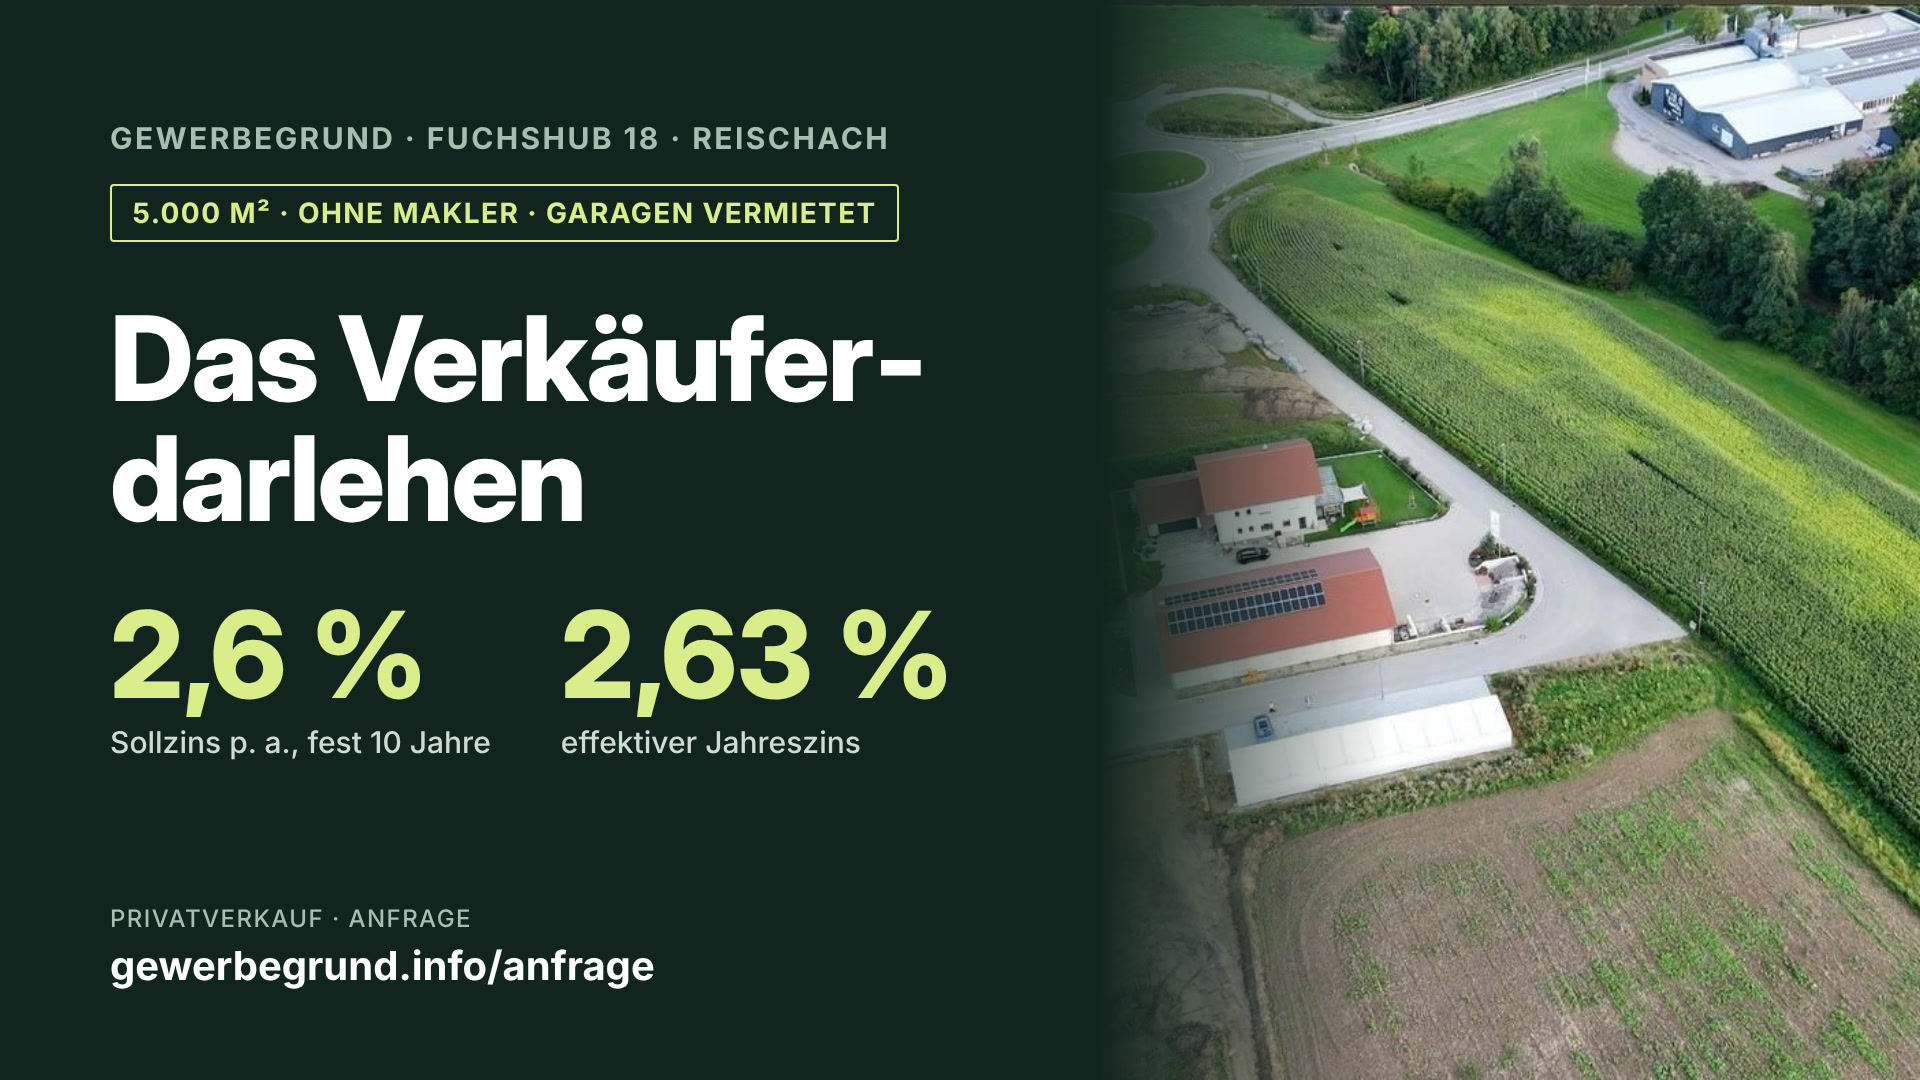 GEWERBEGRUND · FUCHSHUB 18 · REISCHACH
5.000 M² · OHNE MAKLER · GARAGEN VERMIETET
Das Verkäufer-
darlehen
2,6 % 2,63 %
Sollzins p. a., fest 10 Jahre effektiver Jahreszins
PRIVATVERKAUF · ANFRAGE
gewerbegrund.info/anfrage